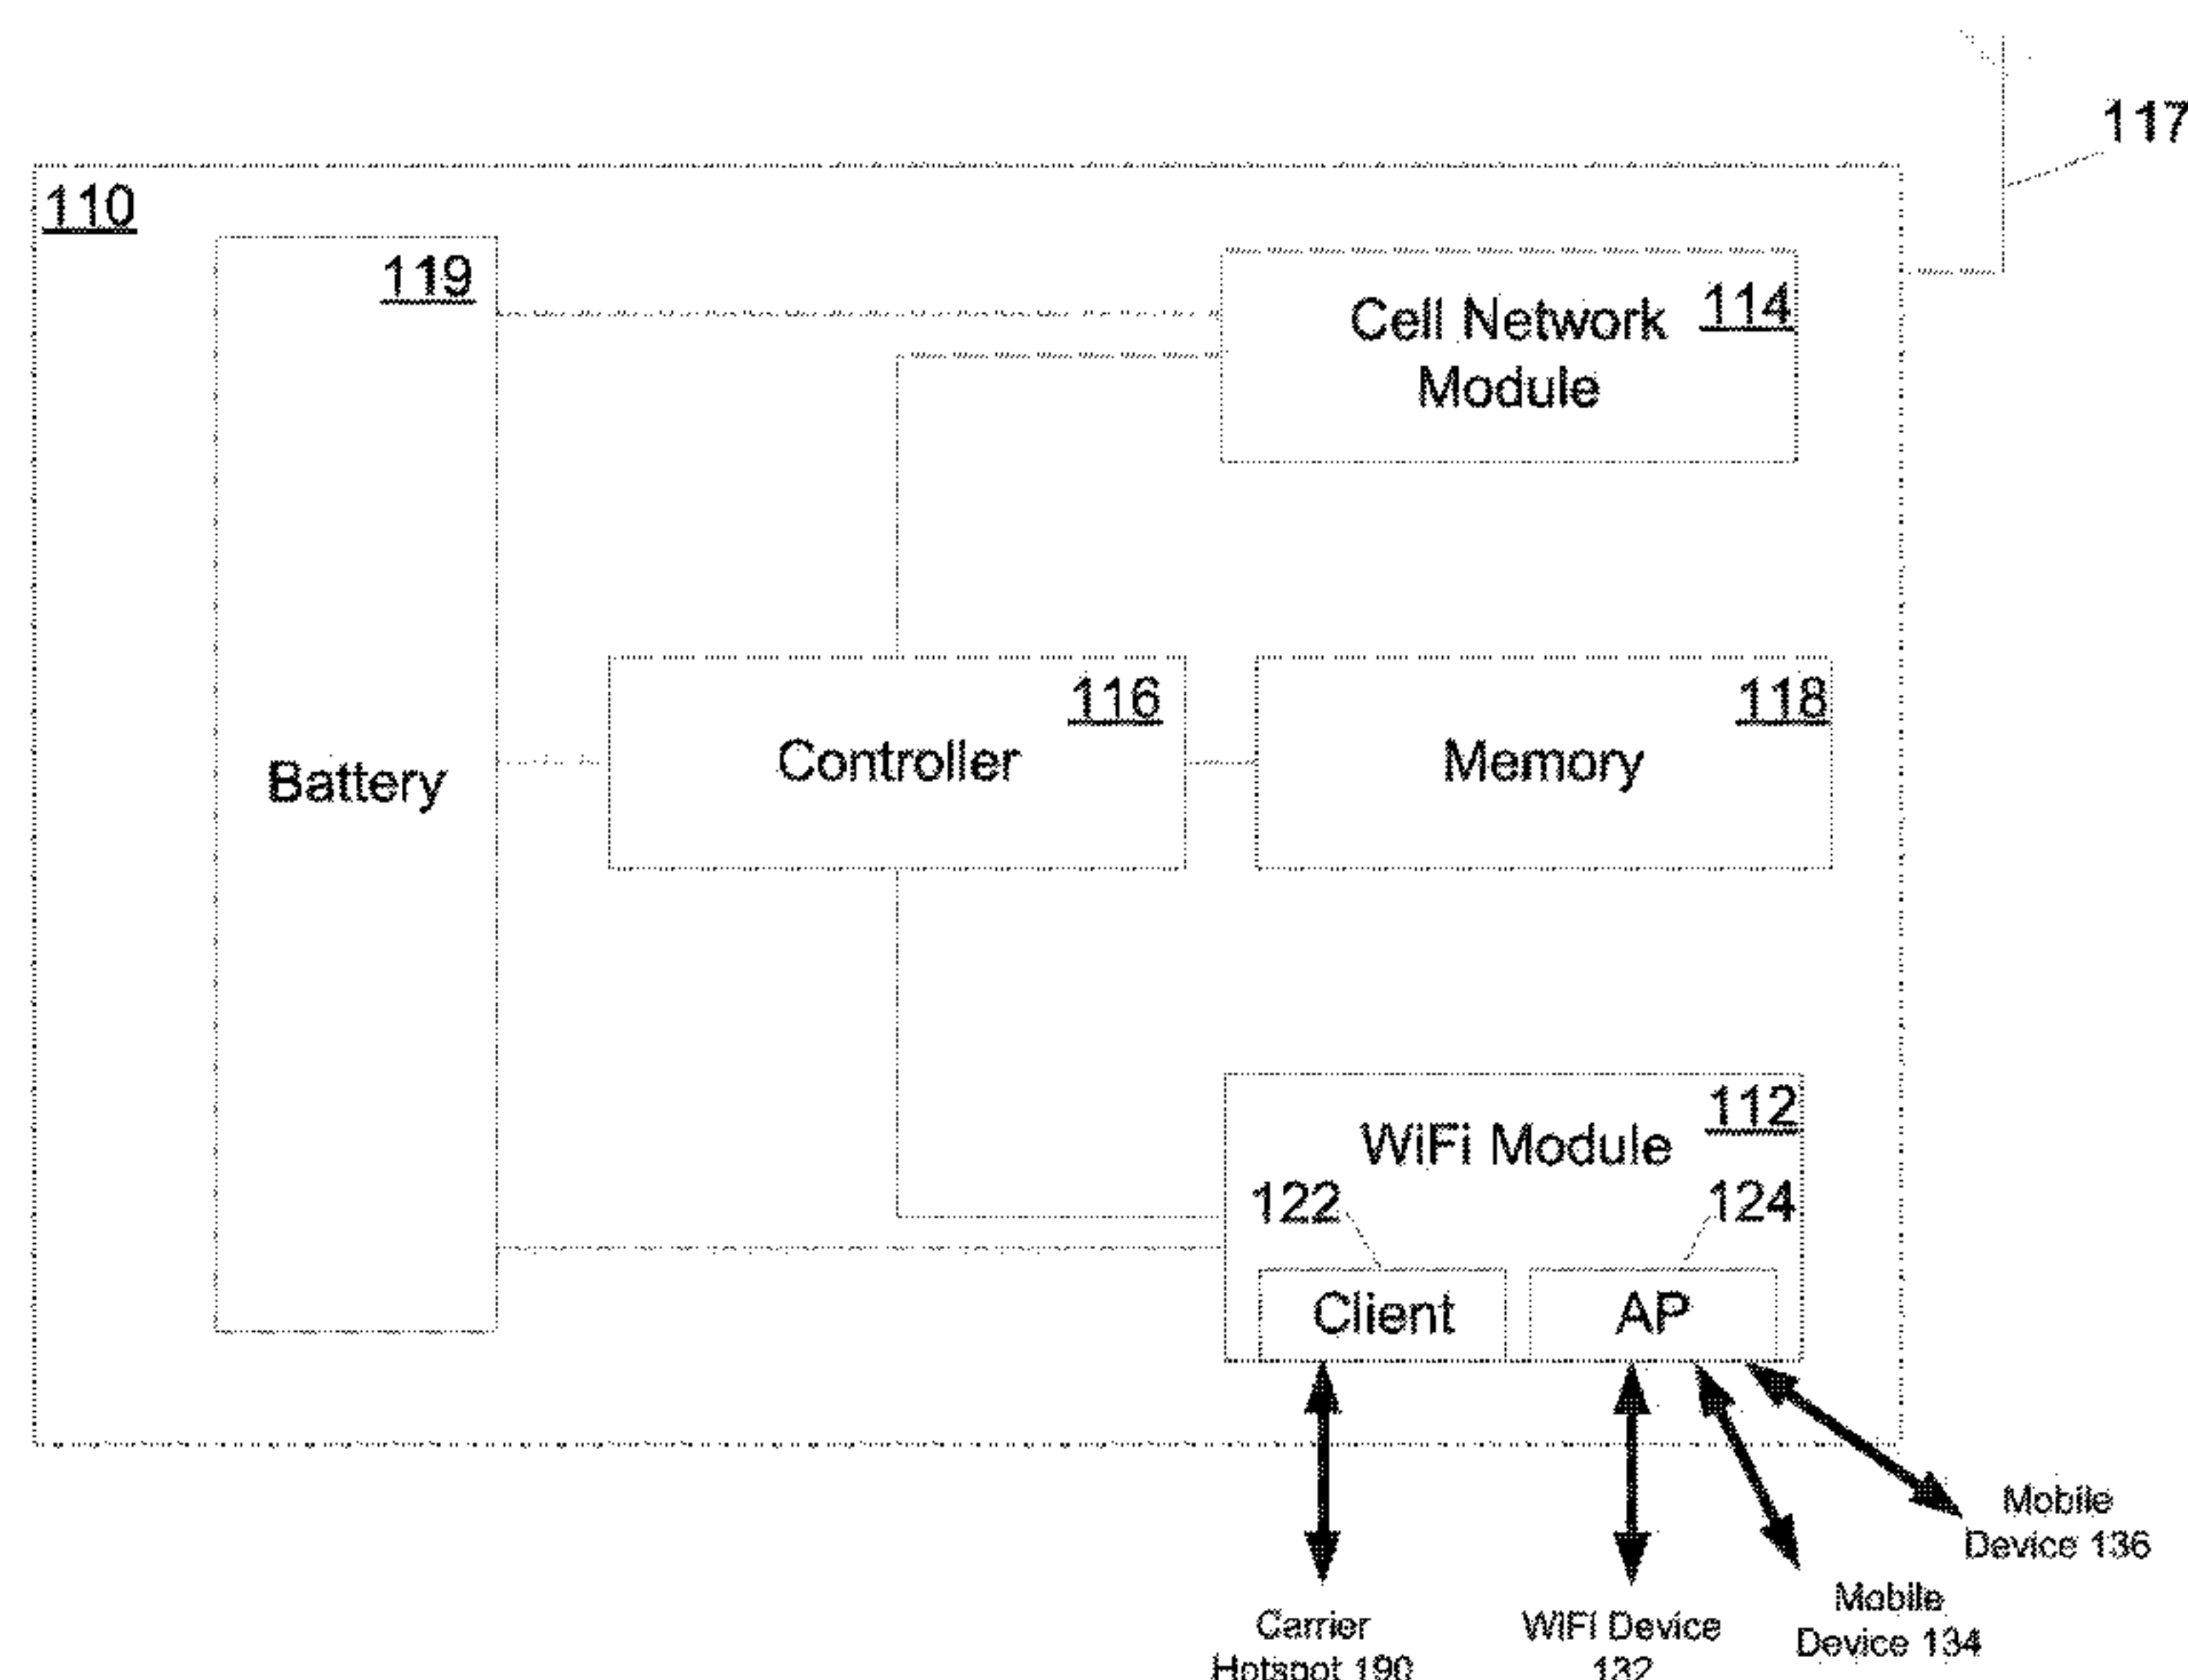 117
110
119
Cell Network 114
Module
116
118
Controller
Memory
Battery
112
WiFi Module
122
124
Client
AP
Mobile
Device 136
Mobile
Device 134
Carrier
Hotspot 190
WIFI Device
132